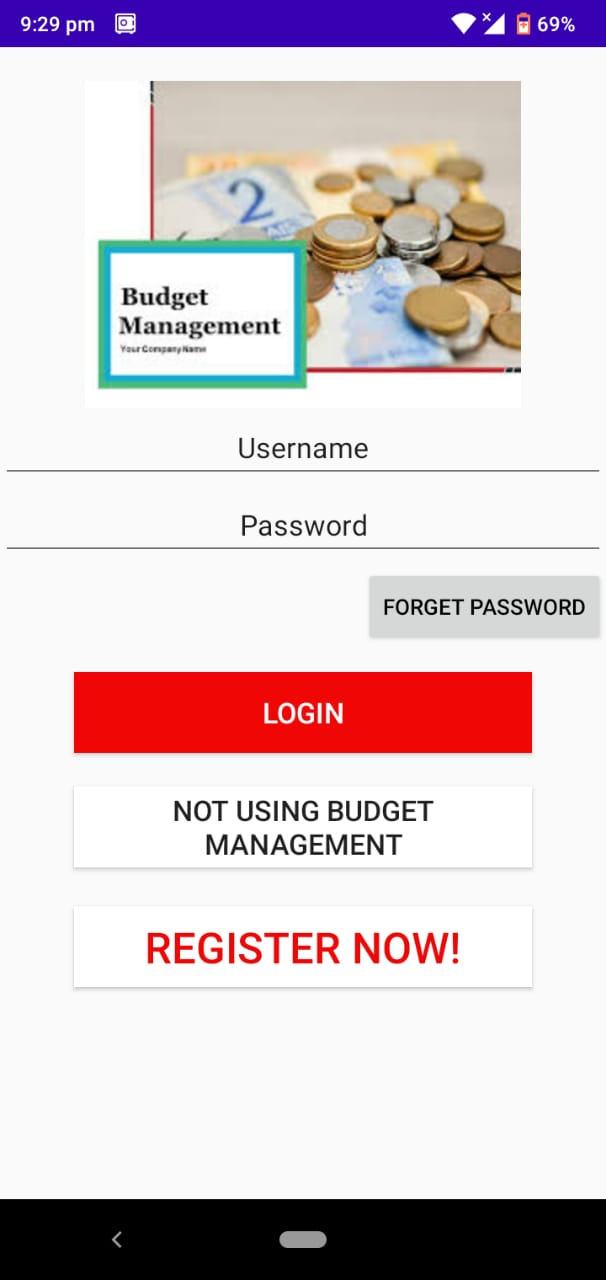 9:29 pm
69%
2
Budget
Management
Your Company Name
Username
Password
FORGET PASSWORD
LOGIN
NOT USING BUDGET
MANAGEMENT
REGISTER NOW!